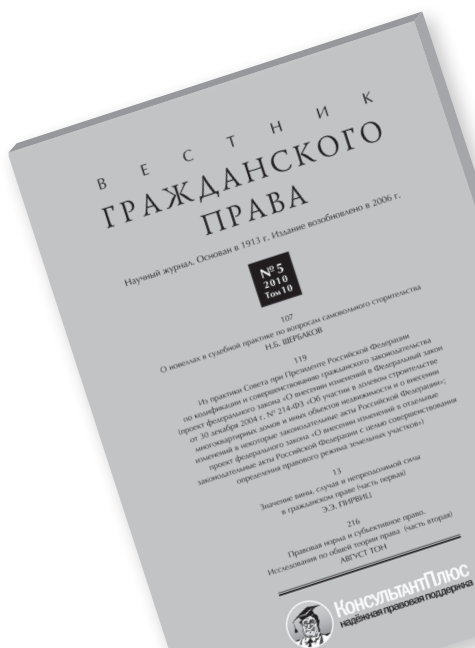 ВЕСТНИК
ГРАЖДАНСКОГО
ПРАВА
Научный журнал. Основан в 1913 г. Издание возобновлено в 2006 г.
№ 5
2010
Том 10
107
О новеллах в судебной практике по вопросам самовольного сторительства
Н.Б. ЩЕРБАКОВ
119
Из практики Совета при Президенте Российской Федерации
по кодификации и совершенствованию гражданского законодательства
(проект федерального закона «О внесении изменений в Федеральный закон
от 30 декабря 2004 г. № 214-ФЗ «Об участии в долевом строительстве
многоквартирных домов и иных объектов недвижимости и о внесении
изменений в некоторые законодательные акты Российской Федерации»;
проект федерального закона «О внесении изменений в отдельные
законодательные акты Российской Федерации с целью совершенствования
определения правового режима земельных участков»)
13
Значение вины, случая и непреодолимой силы
в гражданском праве (часть первая)
Э.Э. ПИРВИЦ
216
Правовая норма и субъективное право.
Исследования по общей теории права (часть вторая)
АВГУСТ ТОН
КОНСУЛЬТАНТПЛЮС
надёжная правовая поддержка